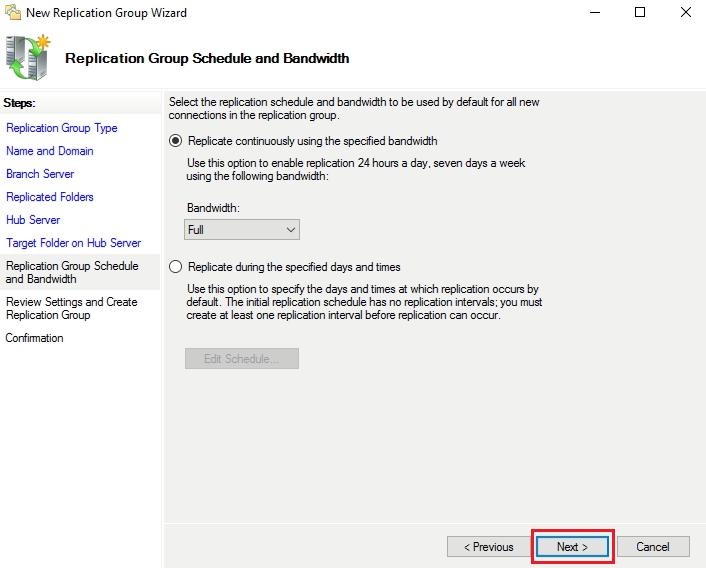 New Replication Group Wizard
Replication Group Schedule and Bandwidth
Steps:
Replication Group Type
Name and Domain
Branch Server
Replicated Folders
Hub Server
Target Folder on Hub Server
Replication Group Schedule
and Bandwidth
Review Settings and Create
Replication Group
Confirmation
Select the replication schedule and bandwidth to be used by default for all new
connections in the replication group.
Replicate continuously using the specified bandwidth
Use this option to enable replication 24 hours a day, seven days a week
using the following bandwidth:
Bandwidth:
Full
Replicate during the specified days and times
Use this option to specify the days and times at which replication occurs by
default. The initial replication schedule has no replication intervals; you must
create at least one replication interval before replication can occur.
Edit Schedule...
< Previous
Next >
Cancel